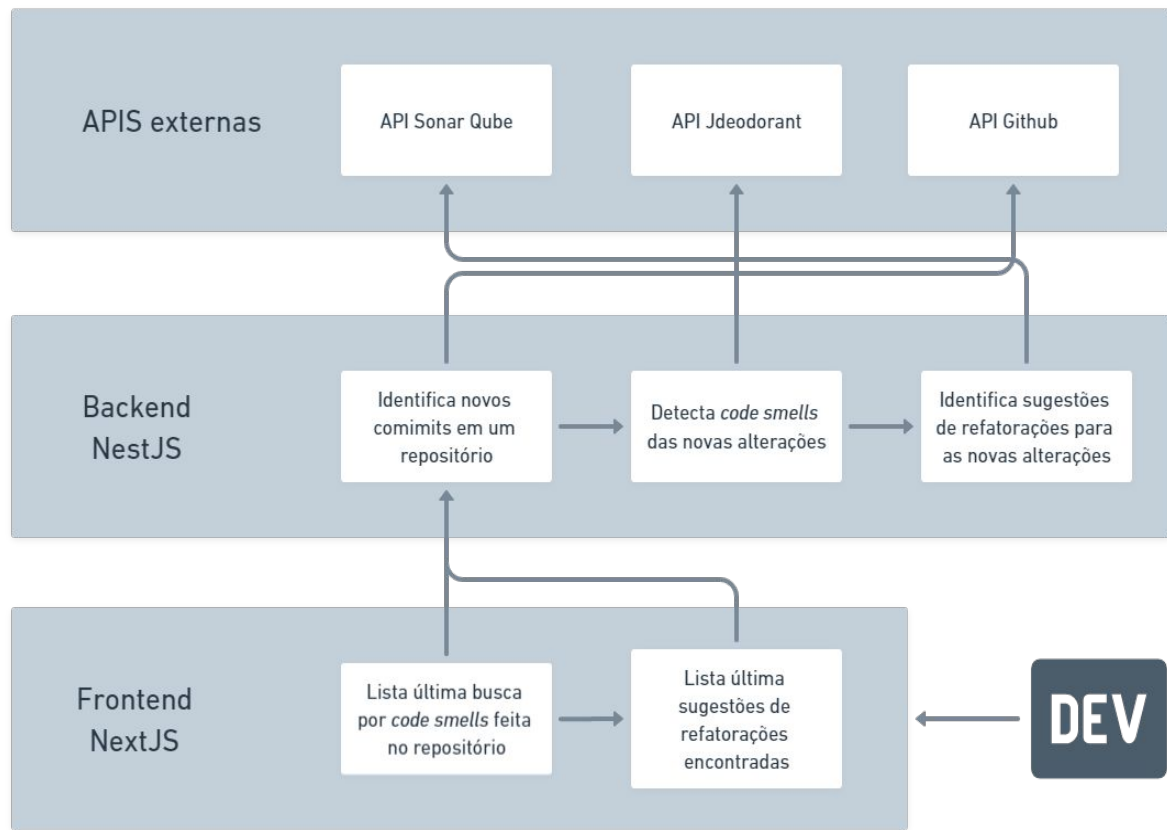 APIS externas
API Sonar Qube
API Jdeodorant
API Github
Backend
NestJS
Identifica novos
comimits em um
repositório
Detecta code smells
das novas alterações
Identifica sugestões
de refatorações para
as novas alterações
Frontend
NextJS
Lista última busca
por code smells feita
no repositório
Lista última
sugestões de
refatorações
encontradas
DEV